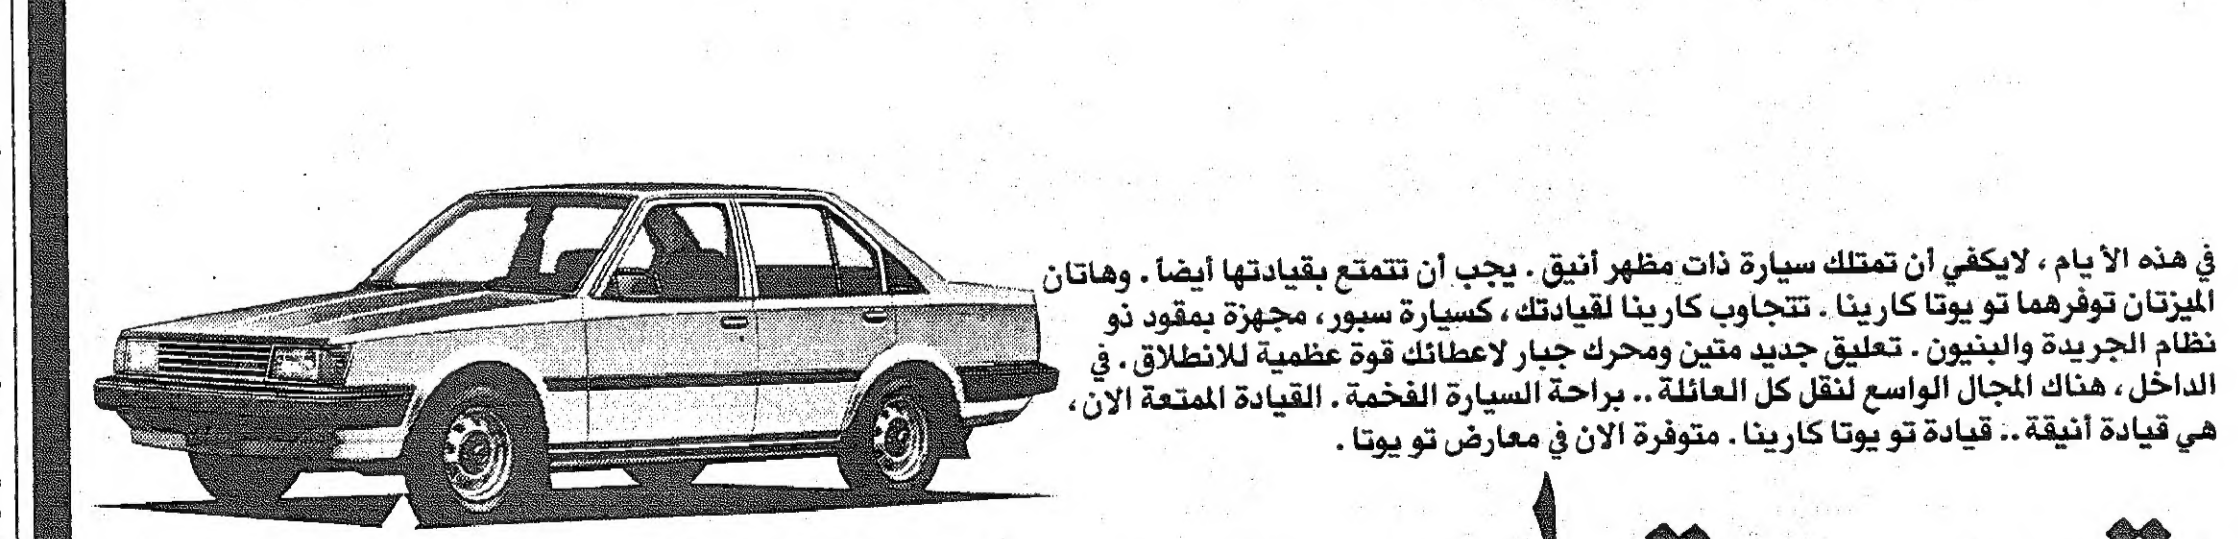 في هذه الأيام ، لايكفي أن تمتلك سيارة ذات مظهر أنيق . يجب أن تتمتع بقيادتها أيضاً . وهاتان
الميزتان توفرهما تو يوتا كارينا . تتجاوب كارينا لقيادتك ، كسيارة سبور ، مجهزة بمقود ذو
نظام الجريدة والبنيون . تعليق جديد متين ومحرك جبار لاعطائك قوة عظمية للانطلاق . في
الداخل ، هناك المجال الواسع لنقل كل العائلة .. براحة السيارة الفخمة . القيادة الممتعة الان ،
هي قيادة أنيقة .. قيادة تو يوتا كارينا . متوفرة الان في معارض تو يوتا .